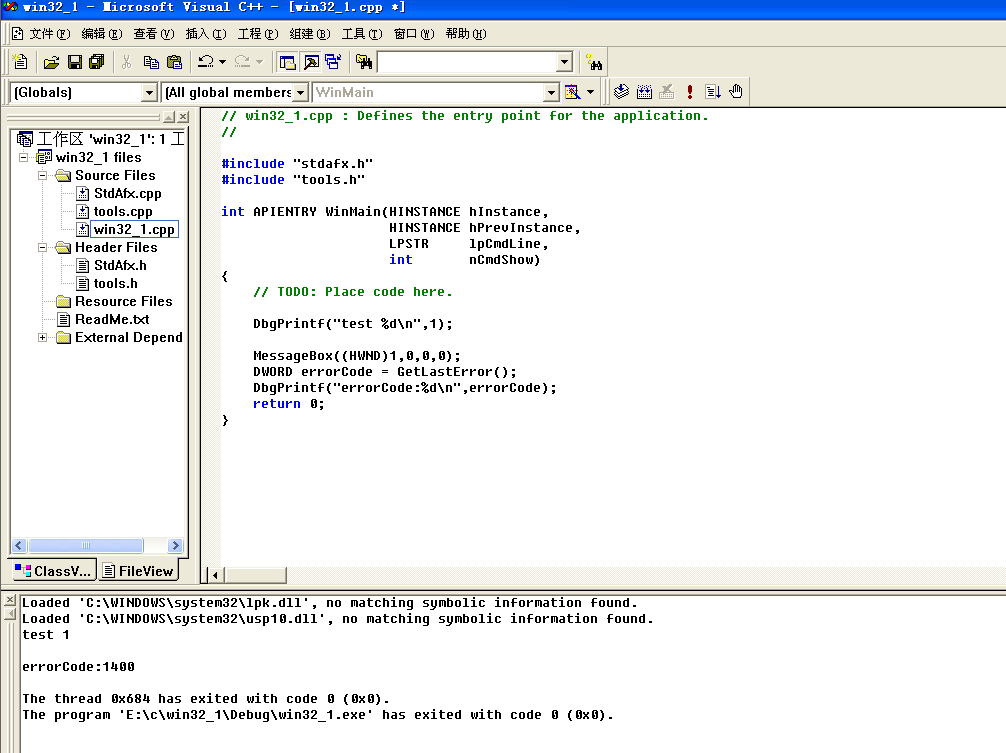 win32_1 - Microsoft Visual C++ - [win32_1.cpp *]
文件(F) 编辑(E) 查看(V) 插入(I) 工程(P) 组建(B) 工具(T) 窗口(W) 帮助(H)
(Globals) (All global members WinMain
工作区 'win32_1': 1 工
win32_1 files
Source Files
StdAfx.cpp
tools.cpp
win32_1.cpp
Header Files
StdAfx.h
tools.h
Resource Files
ReadMe.txt
External Depend
ClassV... FileView
// win32_1.cpp : Defines the entry point for the application.
//
#include "stdafx.h"
#include "tools.h"
int APIENTRY WinMain(HINSTANCE hInstance,
HINSTANCE hPrevInstance,
LPSTR lpCmdLine,
int nCmdShow)
{
// TODO: Place code here.
DbgPrintf("test %d\n",1);
MessageBox((HWND)1,0,0,0);
DWORD errorCode = GetLastError();
DbgPrintf("errorCode:%d\n",errorCode);
return 0;
}
Loaded 'C:\WINDOWS\system32\lpk.dll', no matching symbolic information found.
Loaded 'C:\WINDOWS\system32\usp10.dll', no matching symbolic information found.
test 1
errorCode:1400
The thread 0x684 has exited with code 0 (0x0).
The program 'E:\c\win32_1\Debug\win32_1.exe' has exited with code 0 (0x0).